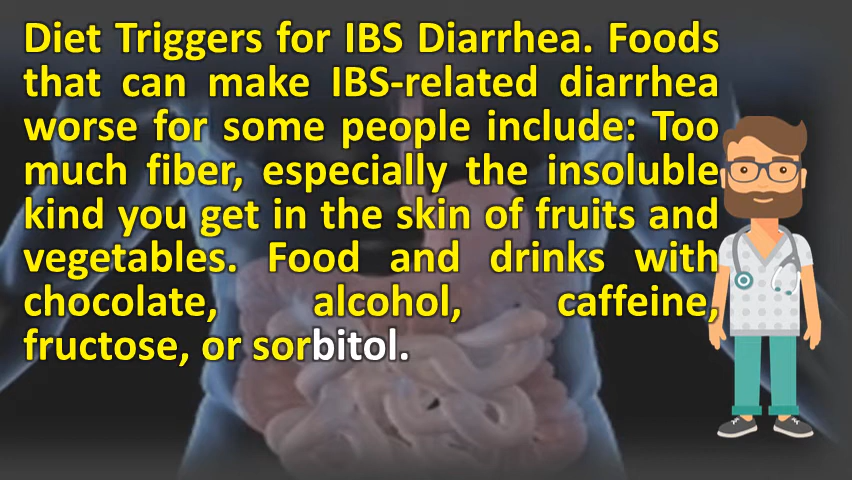 Diet Triggers for IBS Diarrhea. Foods
that can make IBS-related diarrhea
worse for some people include: Too
much fiber, especially the insoluble
kind you get in the skin of fruits and
vegetables. Food and drinks with
chocolate, alcohol, caffeine,
fructose, or sorbitol.